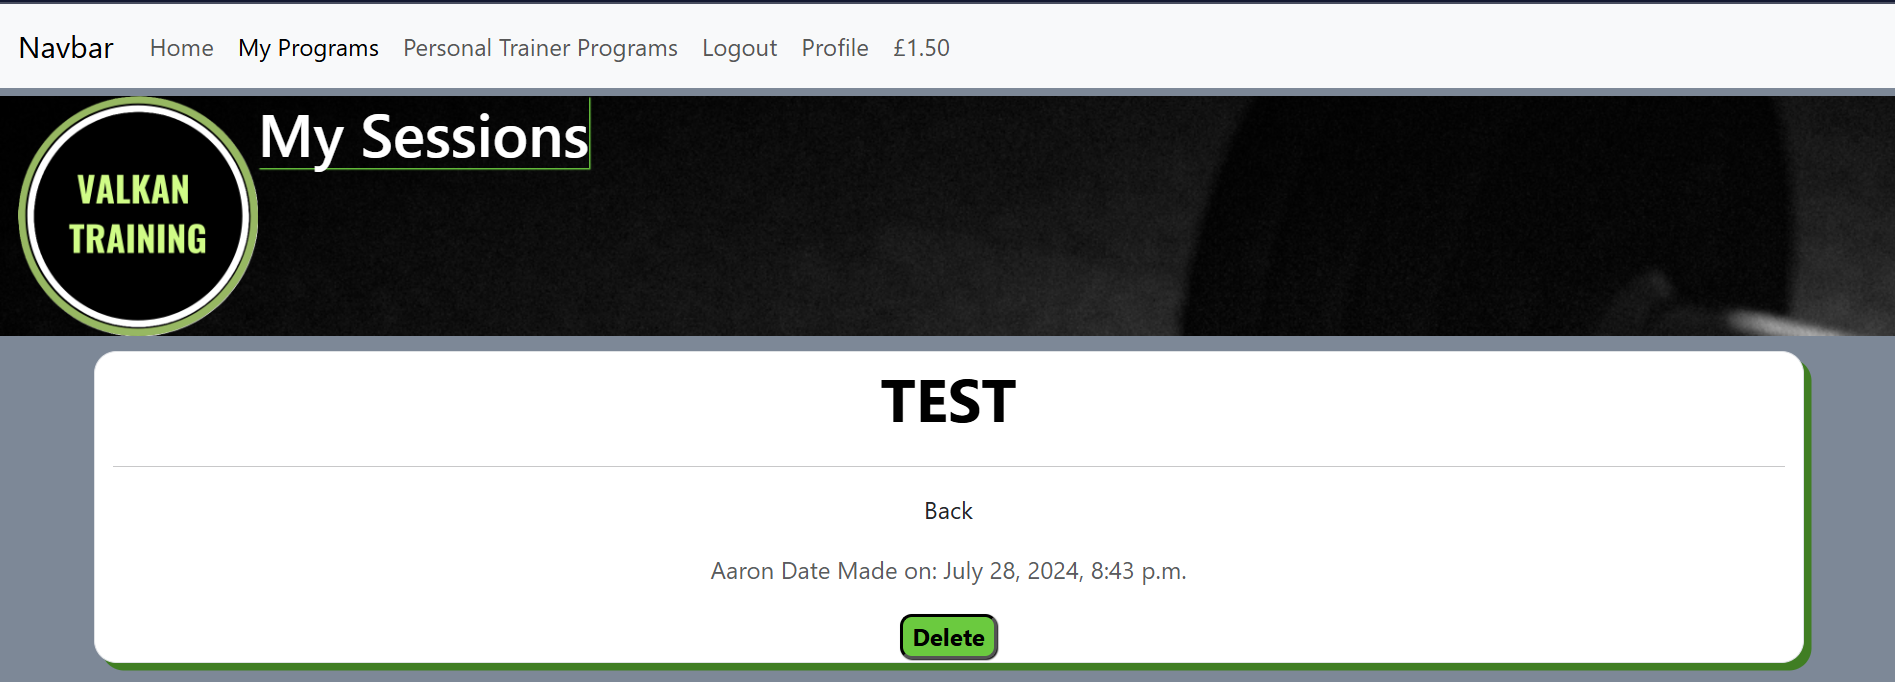 Navbar Home My Programs Personal Trainer Programs Logout Profile £1.50
My Sessions
VALKAN
TRAINING
TEST
Back
Aaron Date Made on: July 28, 2024, 8:43 p.m.
Delete